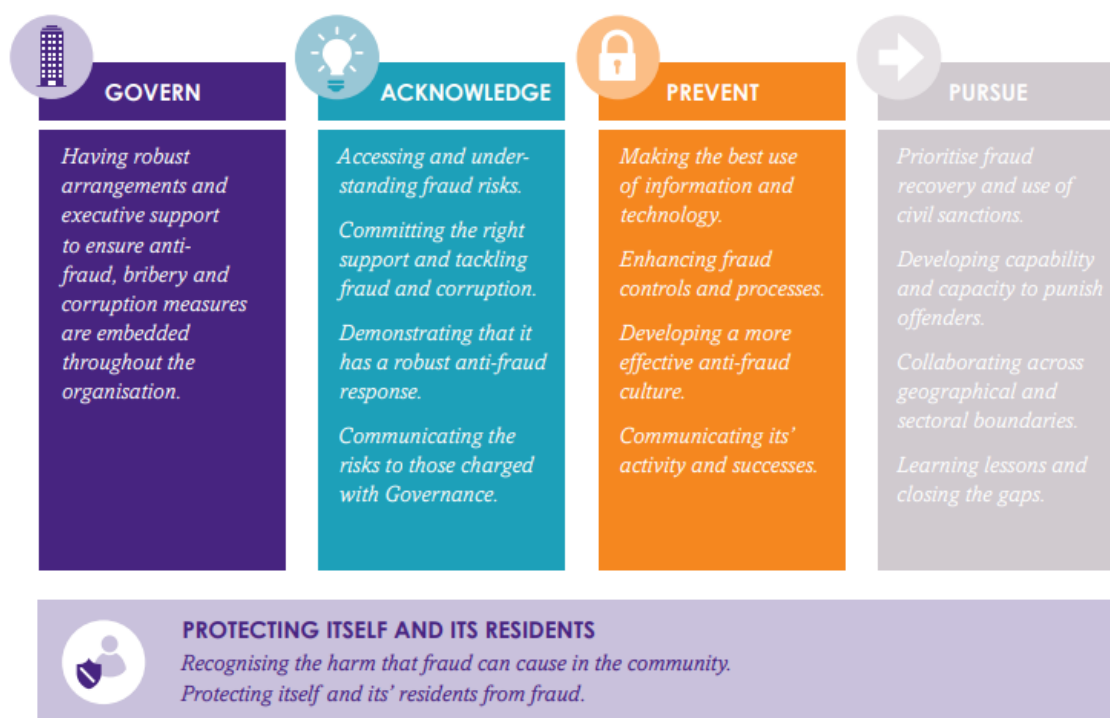 GOVERN
Having robust
arrangements and
executive support
to ensure anti-
fraud, bribery and
corruption measures
are embedded
throughout the
organisation.
ACKNOWLEDGE
Accessing and under-
standing fraud risks.
Committing the right
support and tackling
fraud and corruption.
Demonstrating that it
has a robust anti-fraud
response.
Communicating the
risks to those charged
with Governance.
PREVENT
Making the best use
of information and
technology.
Enhancing fraud
controls and processes.
Developing a more
effective anti-fraud
culture.
Communicating its’
activity and successes.
PURSUE
Prioritise fraud
recovery and use of
civil sanctions.
Developing capability
and capacity to punish
offenders.
Collaborating across
geographical and
sectoral boundaries.
Learning lessons and
closing the gaps.
PROTECTING ITSELF AND ITS RESIDENTS
Recognising the harm that fraud can cause in the community.
Protecting itself and its’ residents from fraud.